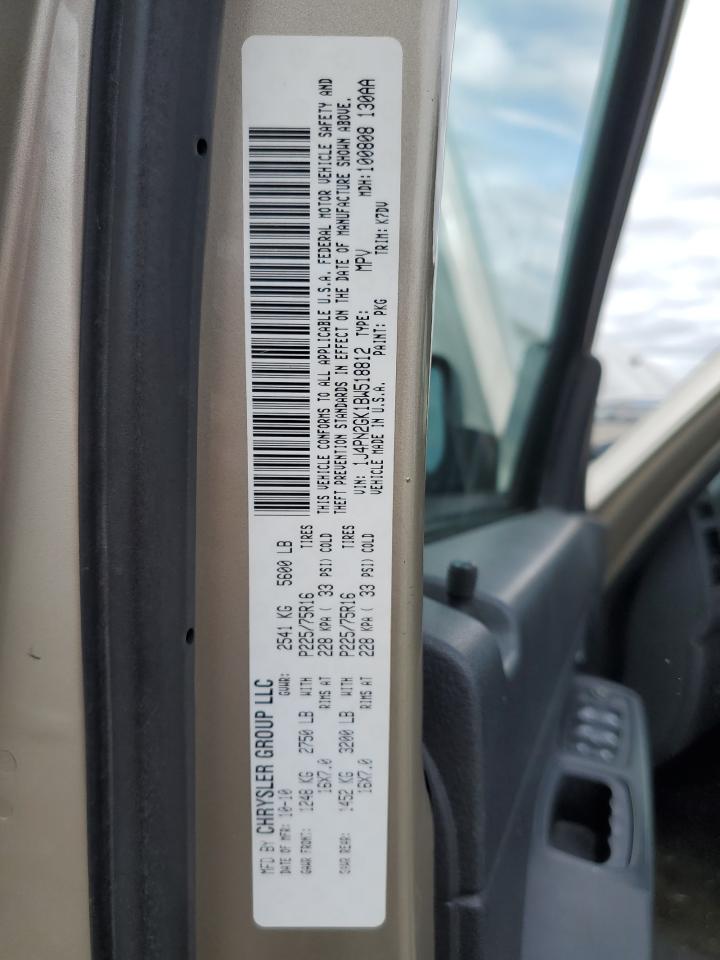 MFD BY CHRYSLER GROUP LLC
DATE OF MFR: 10-10 GVWR: 2541 KG 5600 LB
GAWR FRONT: 1248 KG 2750 LB WITH P225/75R16 TIRES
16X7.0 RIMS AT 228 KPA ( 33 PSI) COLD
GAWR REAR: 1452 KG 3200 LB WITH P225/75R16 TIRES
16X7.0 RIMS AT 228 KPA ( 33 PSI) COLD
THIS VEHICLE CONFORMS TO ALL APPLICABLE U.S.A. FEDERAL MOTOR VEHICLE SAFETY AND
THEFT PREVENTION STANDARDS IN EFFECT ON THE DATE OF MANUFACTURE SHOWN ABOVE.
VIN: 1J4PN2GK1BW518812 TYPE: MPV MDH:100808 130AA
VEHICLE MADE IN U.S.A. PAINT: PKG TRIM: K7DV